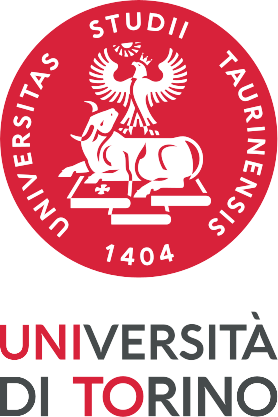 UNIVERSITAS STUDII TAURINENSIS
1404
UNIVERSITÀ
DI TORINO